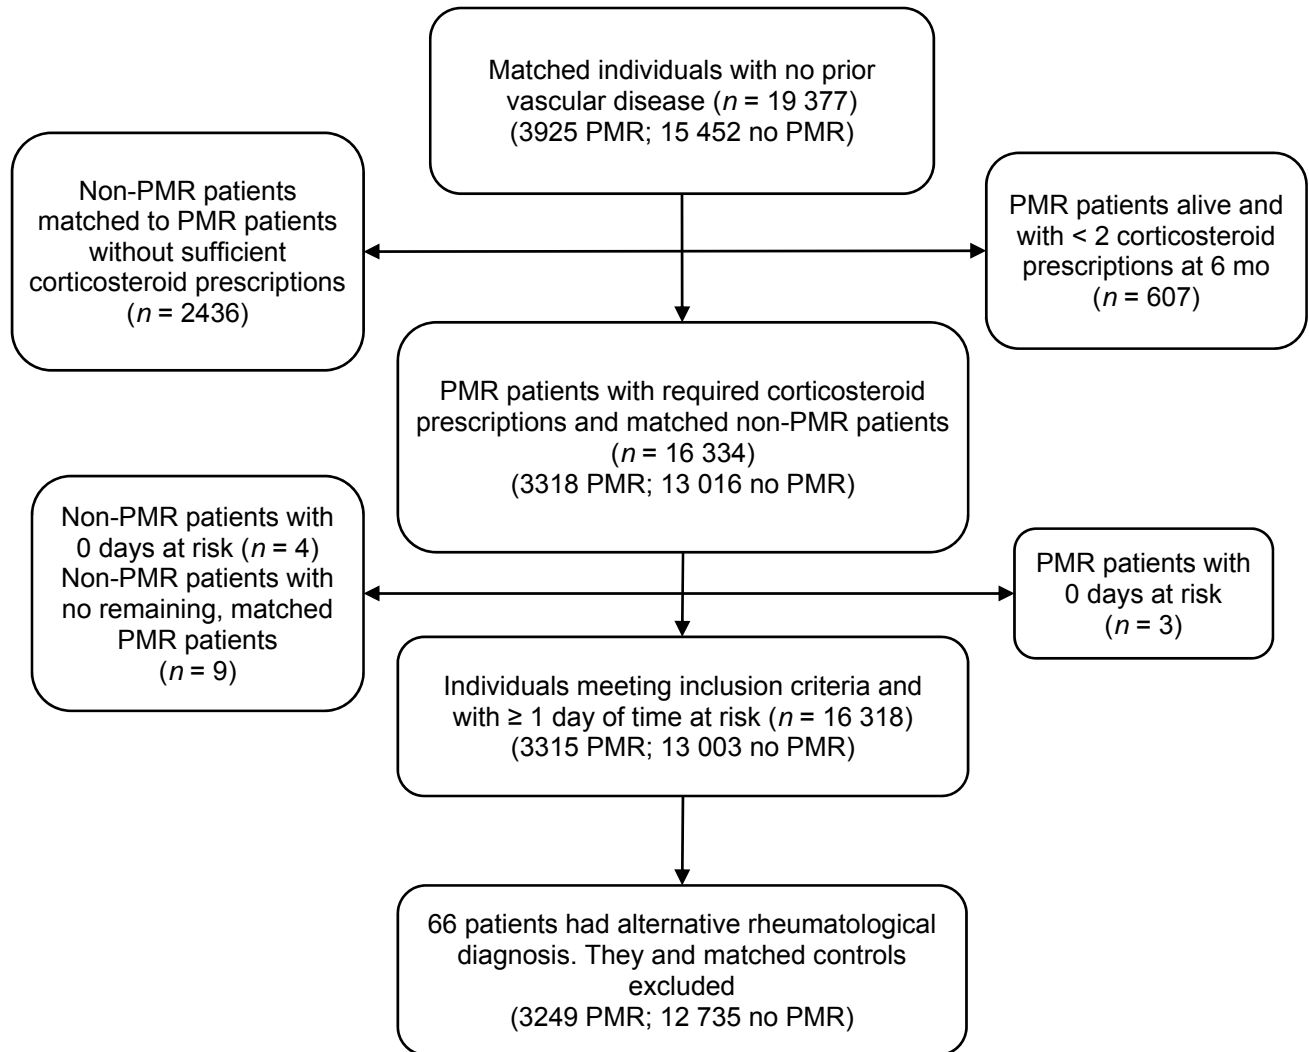 Matched individuals with no prior
vascular disease (n = 19 377)
(3925 PMR; 15 452 no PMR)
Non-PMR patients
matched to PMR patients
without sufficient
corticosteroid prescriptions
(n = 2436)
PMR patients alive and
with < 2 corticosteroid
prescriptions at 6 mo
(n = 607)
PMR patients with required corticosteroid
prescriptions and matched non-PMR patients
(n = 16 334)
(3318 PMR; 13 016 no PMR)
Non-PMR patients with
0 days at risk (n = 4)
Non-PMR patients with
no remaining, matched
PMR patients
(n = 9)
PMR patients with
0 days at risk
(n = 3)
Individuals meeting inclusion criteria and
with ≥ 1 day of time at risk (n = 16 318)
(3315 PMR; 13 003 no PMR)
66 patients had alternative rheumatological
diagnosis. They and matched controls
excluded
(3249 PMR; 12 735 no PMR)